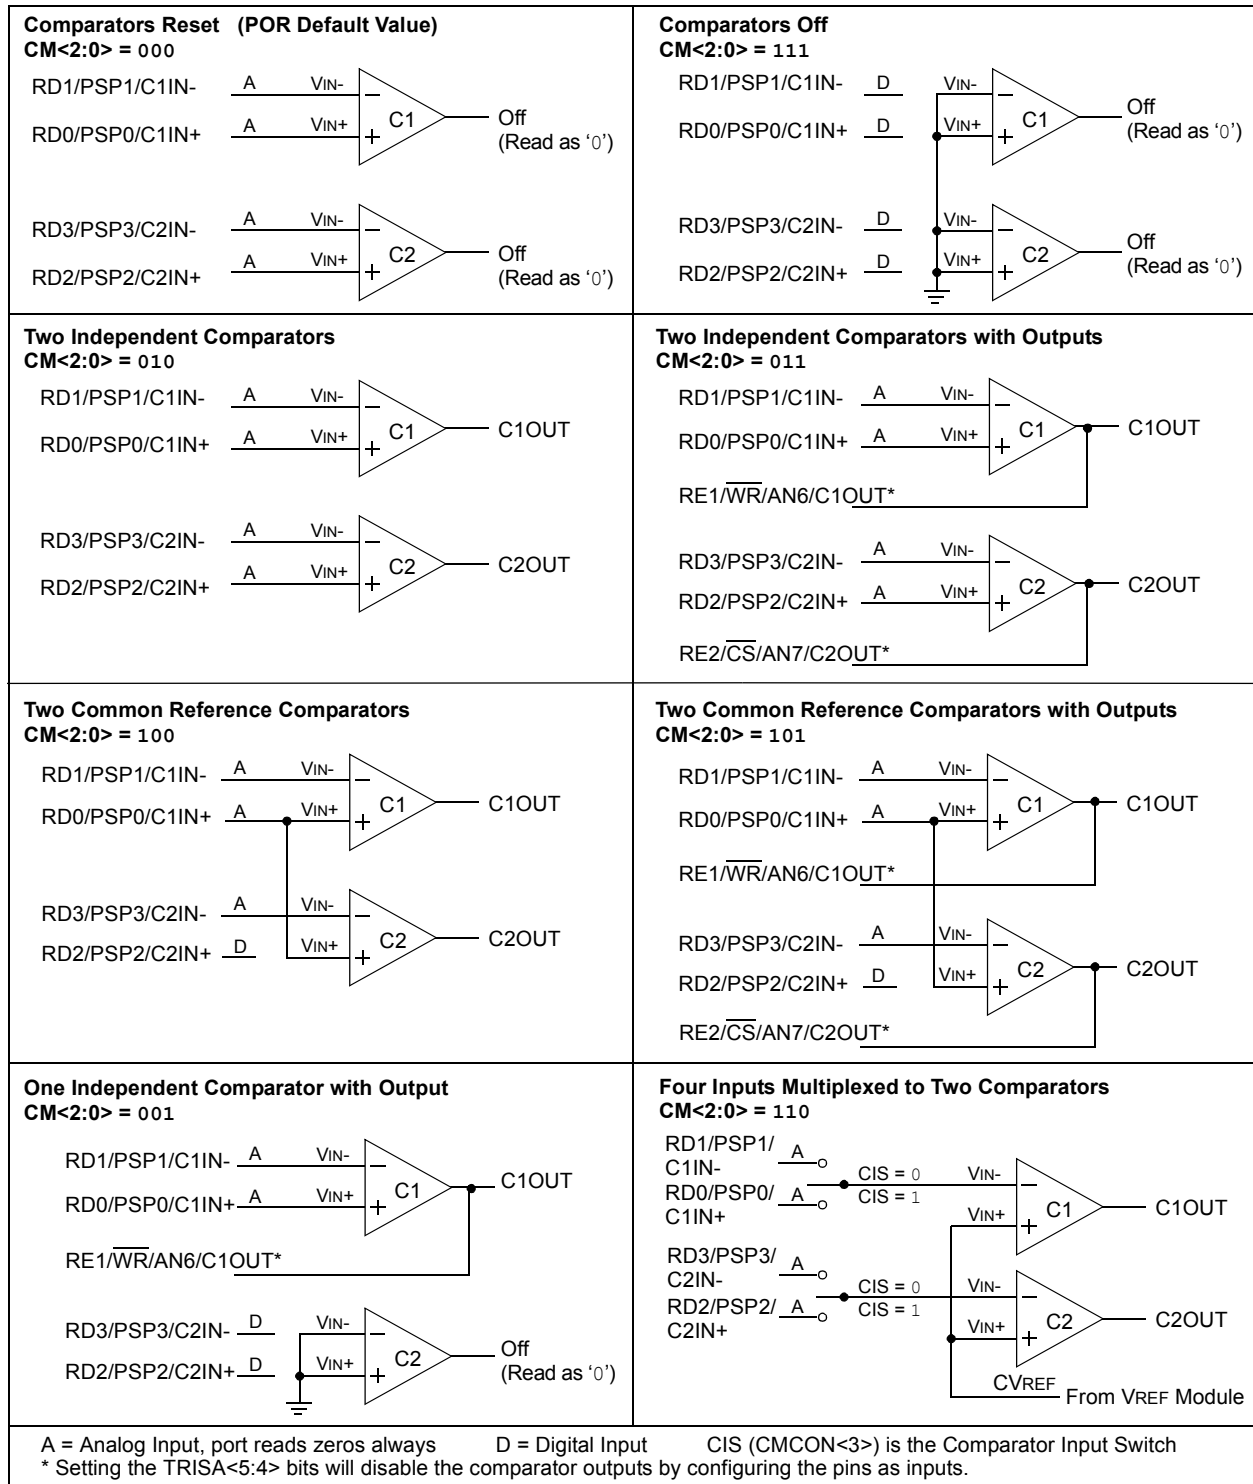 Comparators Reset (POR Default Value)
CM<2:0> = 000
RD1/PSP1/C1IN- A VIN-
C1
RD0/PSP0/C1IN+ A VIN+
Off
(Read as '0')
RD3/PSP3/C2IN- A VIN-
C2
RD2/PSP2/C2IN+ A VIN+
Off
(Read as '0')
Comparators Off
CM<2:0> = 111
RD1/PSP1/C1IN- D VIN-
C1
RD0/PSP0/C1IN+ D VIN+
Off
(Read as '0')
RD3/PSP3/C2IN- D VIN-
C2
RD2/PSP2/C2IN+ D VIN+
Off
(Read as '0')
Two Independent Comparators
CM<2:0> = 010
RD1/PSP1/C1IN- A VIN-
C1 C1OUT
RD0/PSP0/C1IN+ A VIN+
RD3/PSP3/C2IN- A VIN-
C2 C2OUT
RD2/PSP2/C2IN+ A VIN+
Two Independent Comparators with Outputs
CM<2:0> = 011
RD1/PSP1/C1IN- A VIN-
C1 C1OUT
RD0/PSP0/C1IN+ A VIN+
RE1/WR/AN6/C1OUT*
RD3/PSP3/C2IN- A VIN-
C2 C2OUT
RD2/PSP2/C2IN+ A VIN+
RE2/CS/AN7/C2OUT*
Two Common Reference Comparators
CM<2:0> = 100
RD1/PSP1/C1IN- A VIN-
C1 C1OUT
RD0/PSP0/C1IN+ A VIN+
RD3/PSP3/C2IN- A VIN-
C2 C2OUT
RD2/PSP2/C2IN+ D VIN+
Two Common Reference Comparators with Outputs
CM<2:0> = 101
RD1/PSP1/C1IN- A VIN-
C1 C1OUT
RD0/PSP0/C1IN+ A VIN+
RE1/WR/AN6/C1OUT*
RD3/PSP3/C2IN- A VIN-
C2 C2OUT
RD2/PSP2/C2IN+ D VIN+
RE2/CS/AN7/C2OUT*
One Independent Comparator with Output
CM<2:0> = 001
RD1/PSP1/C1IN- A VIN-
C1 C1OUT
RD0/PSP0/C1IN+ A VIN+
RE1/WR/AN6/C1OUT*
RD3/PSP3/C2IN- D VIN-
C2
RD2/PSP2/C2IN+ D VIN+
Off
(Read as '0')
Four Inputs Multiplexed to Two Comparators
CM<2:0> = 110
RD1/PSP1/
C1IN- A
CIS = 0 VIN-
RD0/PSP0/
C1IN+ A
CIS = 1
VIN+ C1 C1OUT
RD3/PSP3/
C2IN- A
CIS = 0 VIN-
RD2/PSP2/
C2IN+ A
CIS = 1
VIN+ C2 C2OUT
CVREF
From VREF Module
A = Analog Input, port reads zeros always D = Digital Input CIS (CMCON<3>) is the Comparator Input Switch
* Setting the TRISA<5:4> bits will disable the comparator outputs by configuring the pins as inputs.